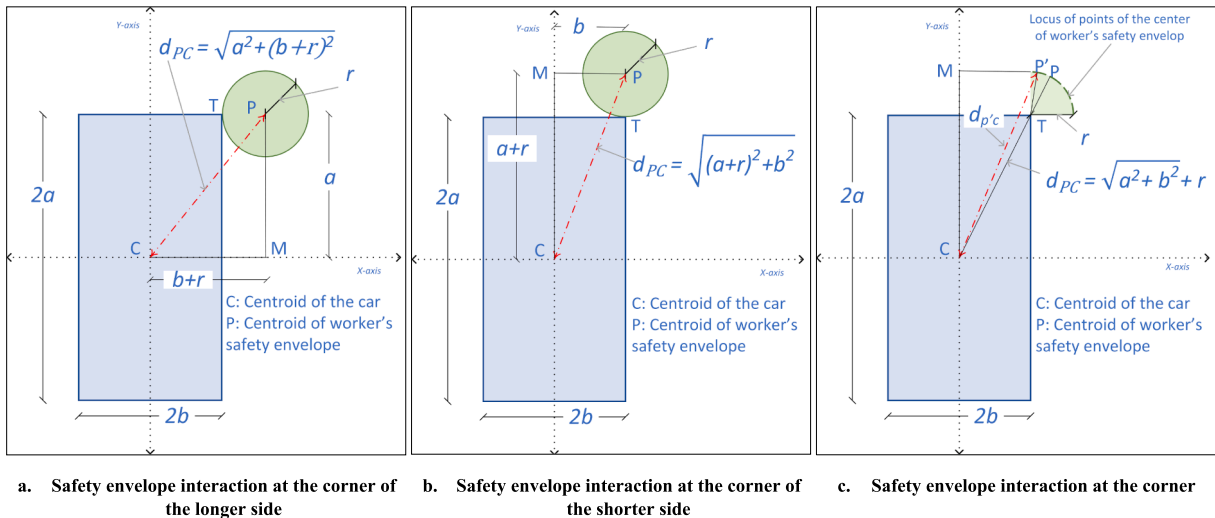 Y-axis
d_PC = √(a²+(b+r)²)
r
T
P
2a
a
C
M
X-axis
b+r
C: Centroid of the car
P: Centroid of worker's
safety envelope
2b
Y-axis
b
r
M
P
T
a+r
d_PC = √((a+r)²+b²)
2a
C
X-axis
C: Centroid of the car
P: Centroid of worker's
safety envelope
2b
Y-axis
Locus of points of the center
of worker's safety envelop
M
P' P
d_p'c
T
r
d_PC = √(a²+b²)+r
2a
C
X-axis
C: Centroid of the car
P: Centroid of worker's
safety envelope
2b
a. Safety envelope interaction at the corner of
the longer side
b. Safety envelope interaction at the corner of
the shorter side
c. Safety envelope interaction at the corner